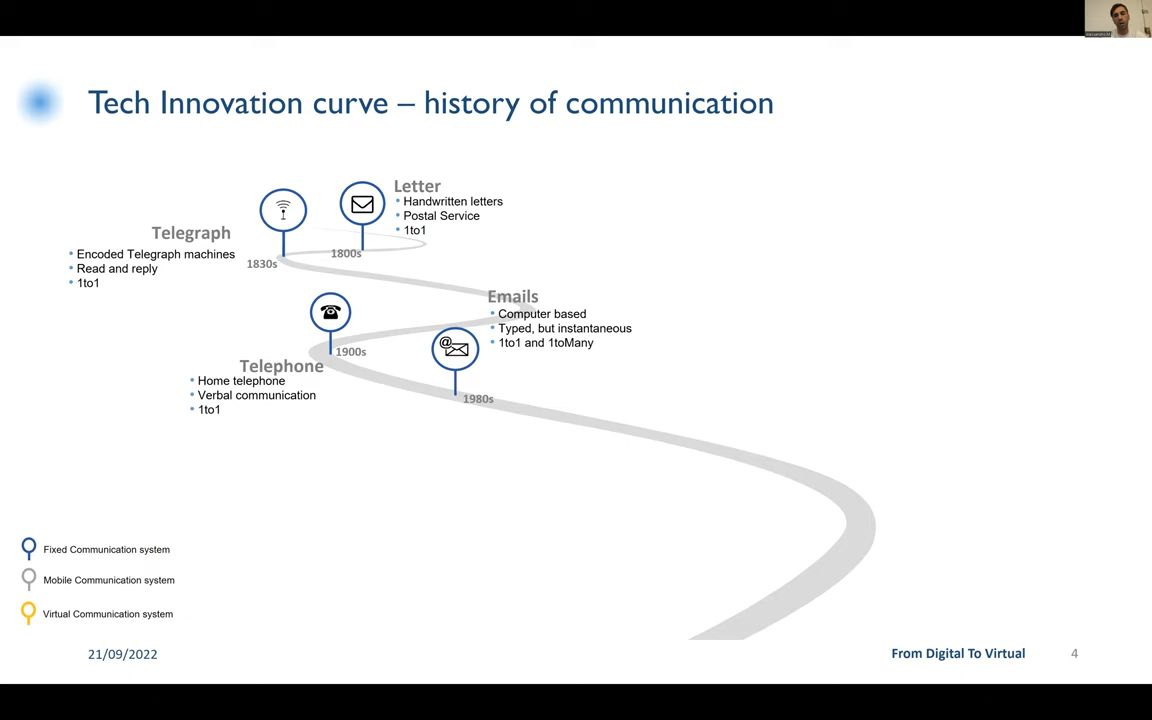 Tech Innovation curve – history of communication
Letter
• Handwritten letters
• Postal Service
• 1to1
1800s
Telegraph
• Encoded Telegraph machines
• Read and reply
• 1to1
1830s
Emails
• Computer based
• Typed, but instantaneous
• 1to1 and 1toMany
@
1980s
1900s
Telephone
• Home telephone
• Verbal communication
• 1to1
Fixed Communication system
Mobile Communication system
Virtual Communication system
21/09/2022
From Digital To Virtual
4